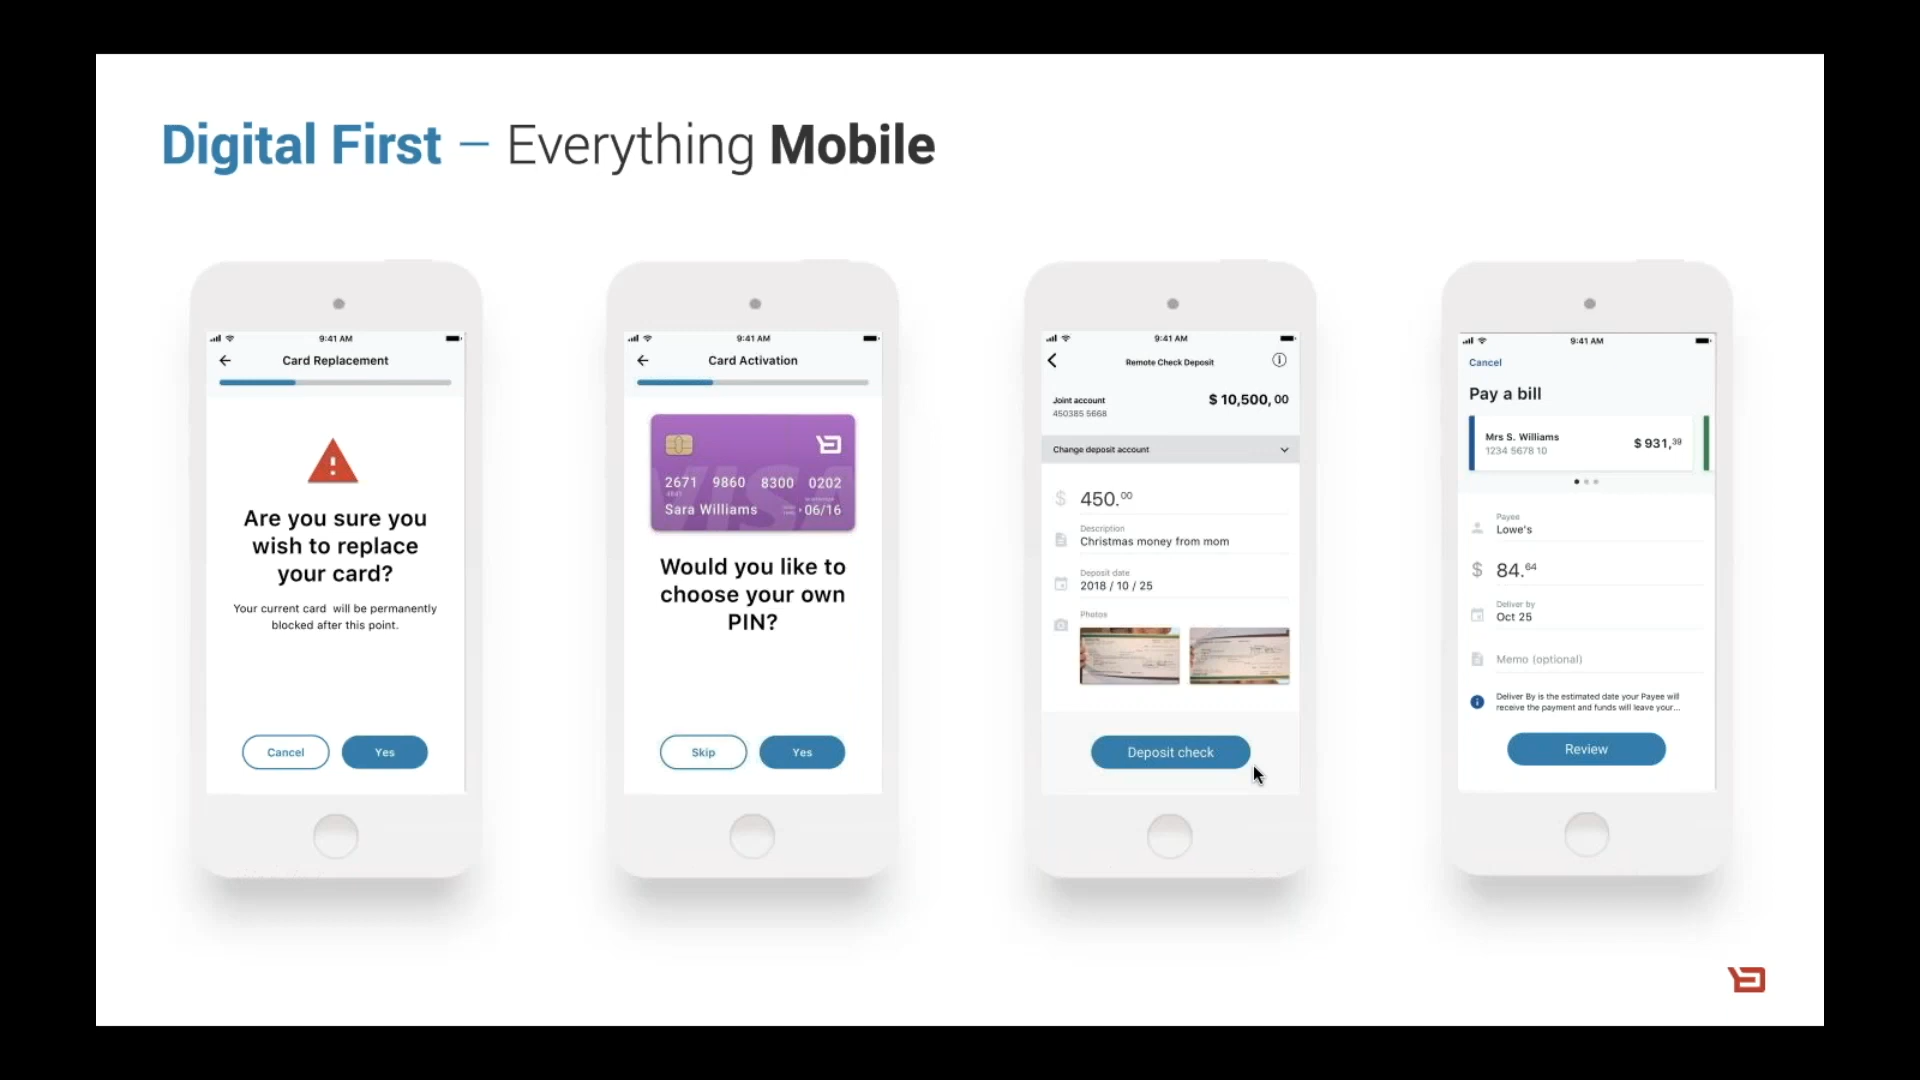 Digital First – Everything Mobile
9:41 AM
Card Replacement
Are you sure you
wish to replace
your card?
Your current card will be permanently
blocked after this point.
Cancel
Yes
9:41 AM
Card Activation
VISA
2671 9860 8300 0202
Sara Williams
06/16
Would you like to
choose your own
PIN?
Skip
Yes
9:41 AM
Remote Check Deposit
Joint account
$ 10,500, 00
450385 5668
Change deposit account
$ 450.00
Description
Christmas money from mom
Deposit date
2018 / 10 / 25
Photos
Deposit check
9:41 AM
Cancel
Pay a bill
Mrs S. Williams
$ 931,39
1234 5678 10
Payee
Lowe's
$ 84.64
Deliver by
Oct 25
Memo (optional)
Deliver By is the estimated date your Payee will
receive the payment and funds will leave your...
Review